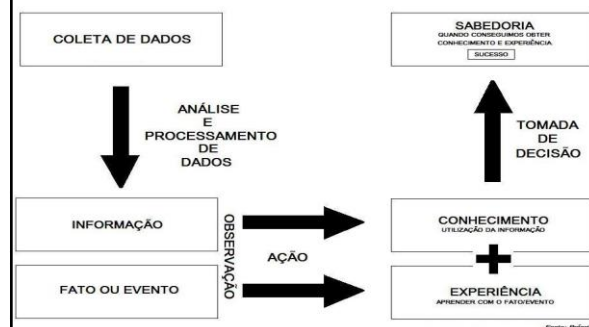 COLETA DE DADOS
SABEDORIA
QUANDO CONSEGUIMOS OBTER
CONHECIMENTO E EXPERIÊNCIA
SUCESSO
ANÁLISE
E
PROCESSAMENTO
DE
DADOS
TOMADA
DE
DECISÃO
INFORMAÇÃO
OBSERVAÇÃO
AÇÃO
CONHECIMENTO
UTILIZAÇÃO DA INFORMAÇÃO
FATO OU EVENTO
EXPERIÊNCIA
APRENDER COM O FATO/EVENTO